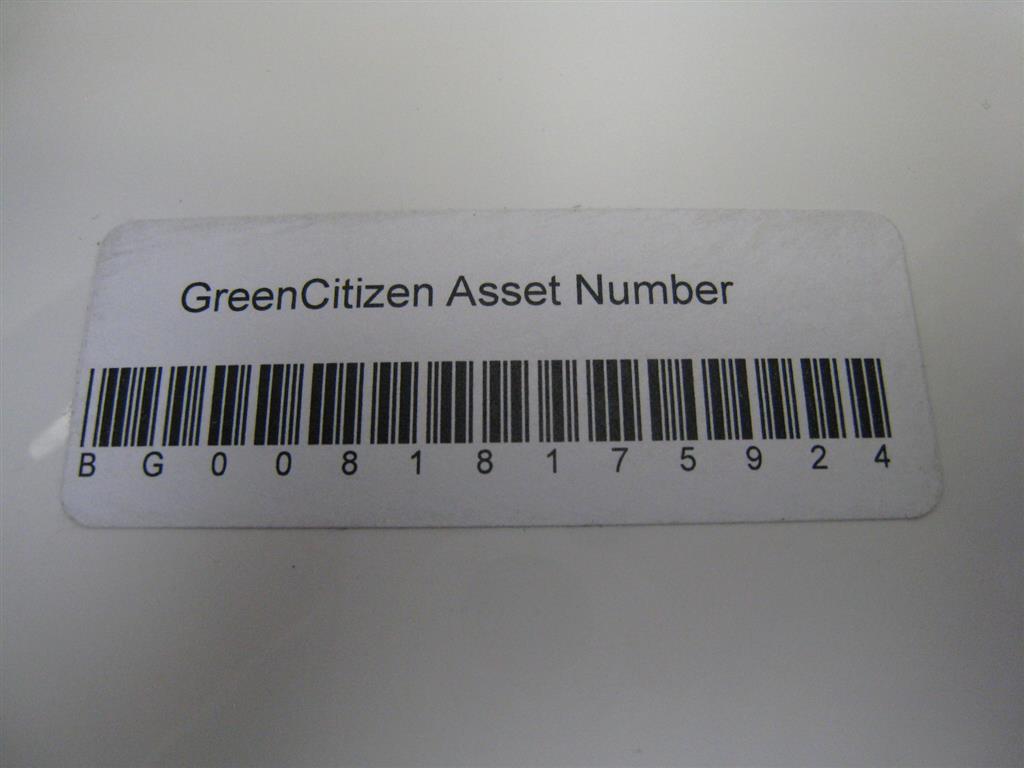 GreenCitizen Asset Number
B G 0 0 8 1 8 1 7 5 9 2 4